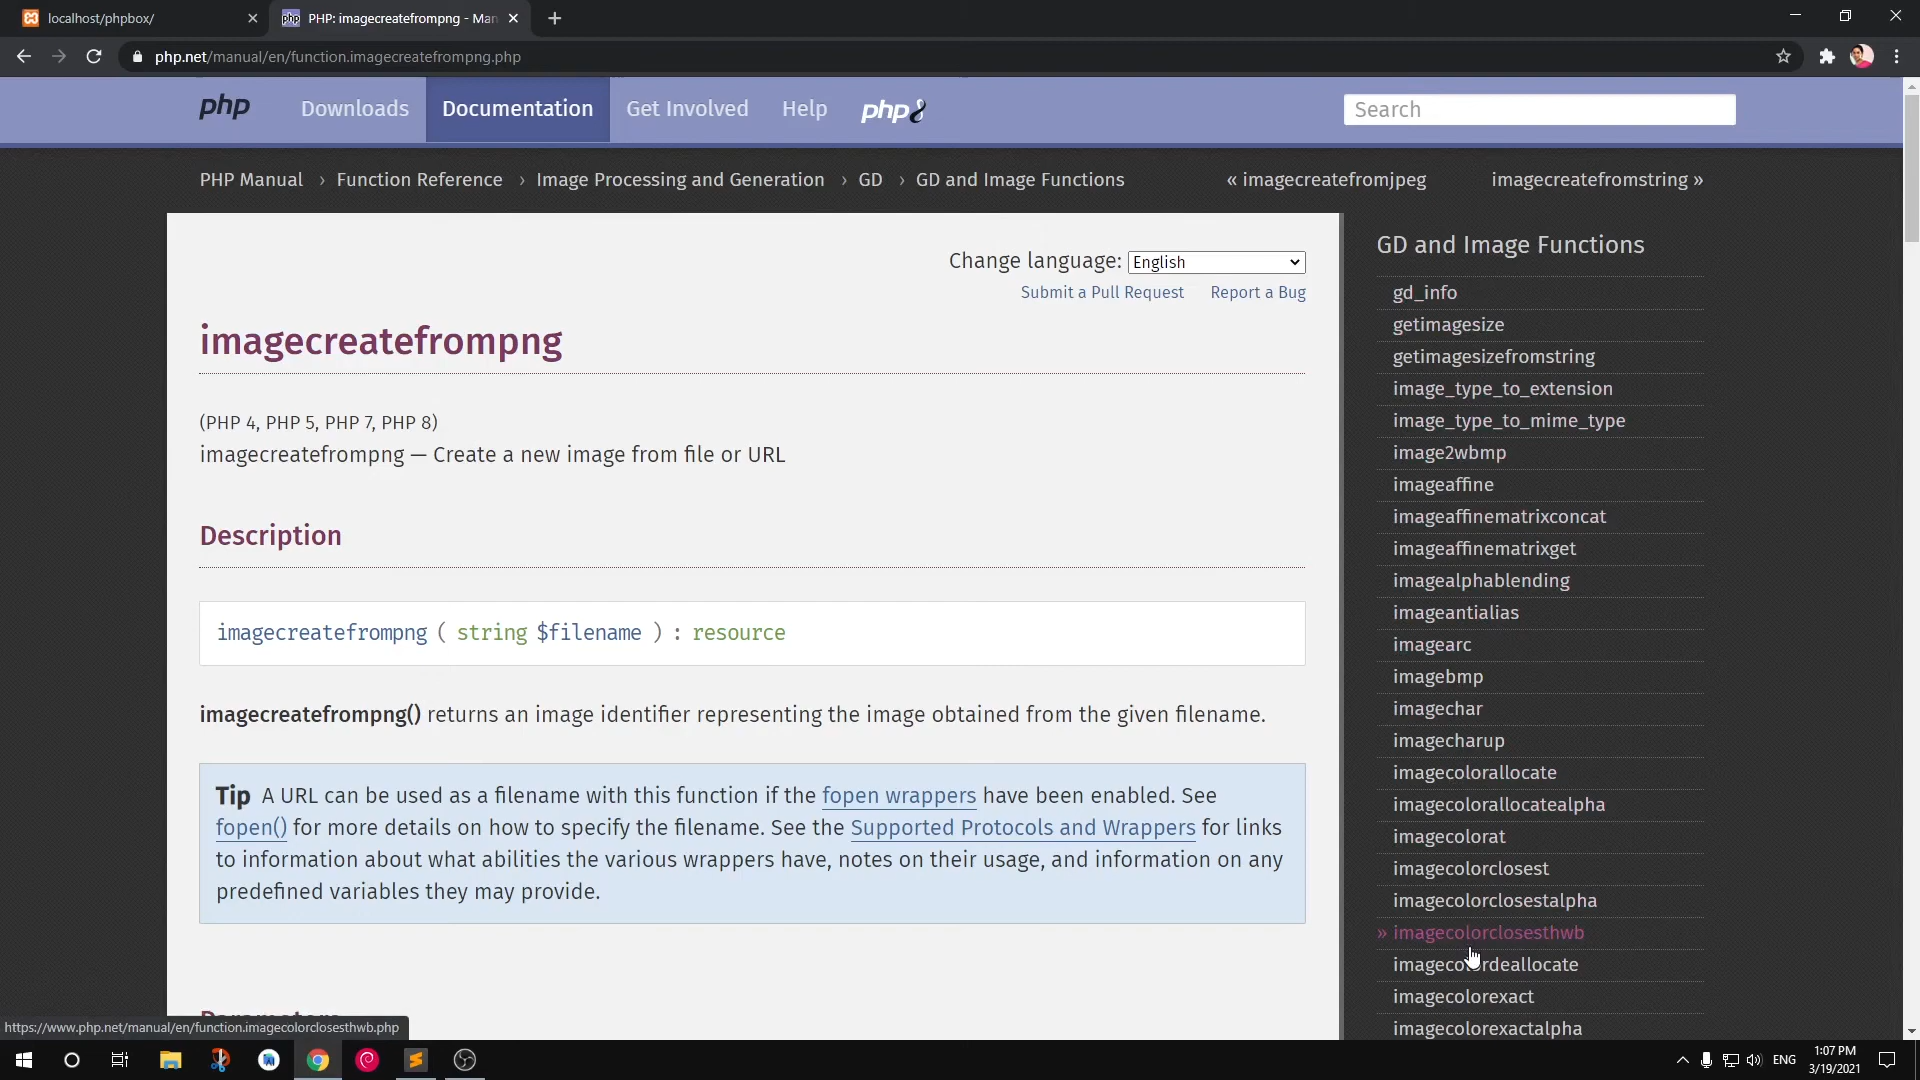 localhost/phpbox/
php PHP: imagecreatefrompng - Man
php.net/manual/en/function.imagecreatefrompng.php
php Downloads Documentation Get Involved Help php8 Search
PHP Manual › Function Reference › Image Processing and Generation › GD › GD and Image Functions « imagecreatefromjpeg imagecreatefromstring »
Change language: English
Submit a Pull Request Report a Bug
imagecreatefrompng
(PHP 4, PHP 5, PHP 7, PHP 8)
imagecreatefrompng — Create a new image from file or URL
Description
imagecreatefrompng ( string $filename ) : resource
imagecreatefrompng() returns an image identifier representing the image obtained from the given filename.
Tip A URL can be used as a filename with this function if the fopen wrappers have been enabled. See
fopen() for more details on how to specify the filename. See the Supported Protocols and Wrappers for links
to information about what abilities the various wrappers have, notes on their usage, and information on any
predefined variables they may provide.
Parameters
GD and Image Functions
gd_info
getimagesize
getimagesizefromstring
image_type_to_extension
image_type_to_mime_type
image2wbmp
imageaffine
imageaffinematrixconcat
imageaffinematrixget
imagealphablending
imageantialias
imagearc
imagebmp
imagechar
imagecharup
imagecolorallocate
imagecolorallocatealpha
imagecolorat
imagecolorclosest
imagecolorclosestalpha
» imagecolorclosesthwb
imagecolordeallocate
imagecolorexact
imagecolorexactalpha
https://www.php.net/manual/en/function.imagecolorclosesthwb.php
ENG
1:07 PM
3/19/2021